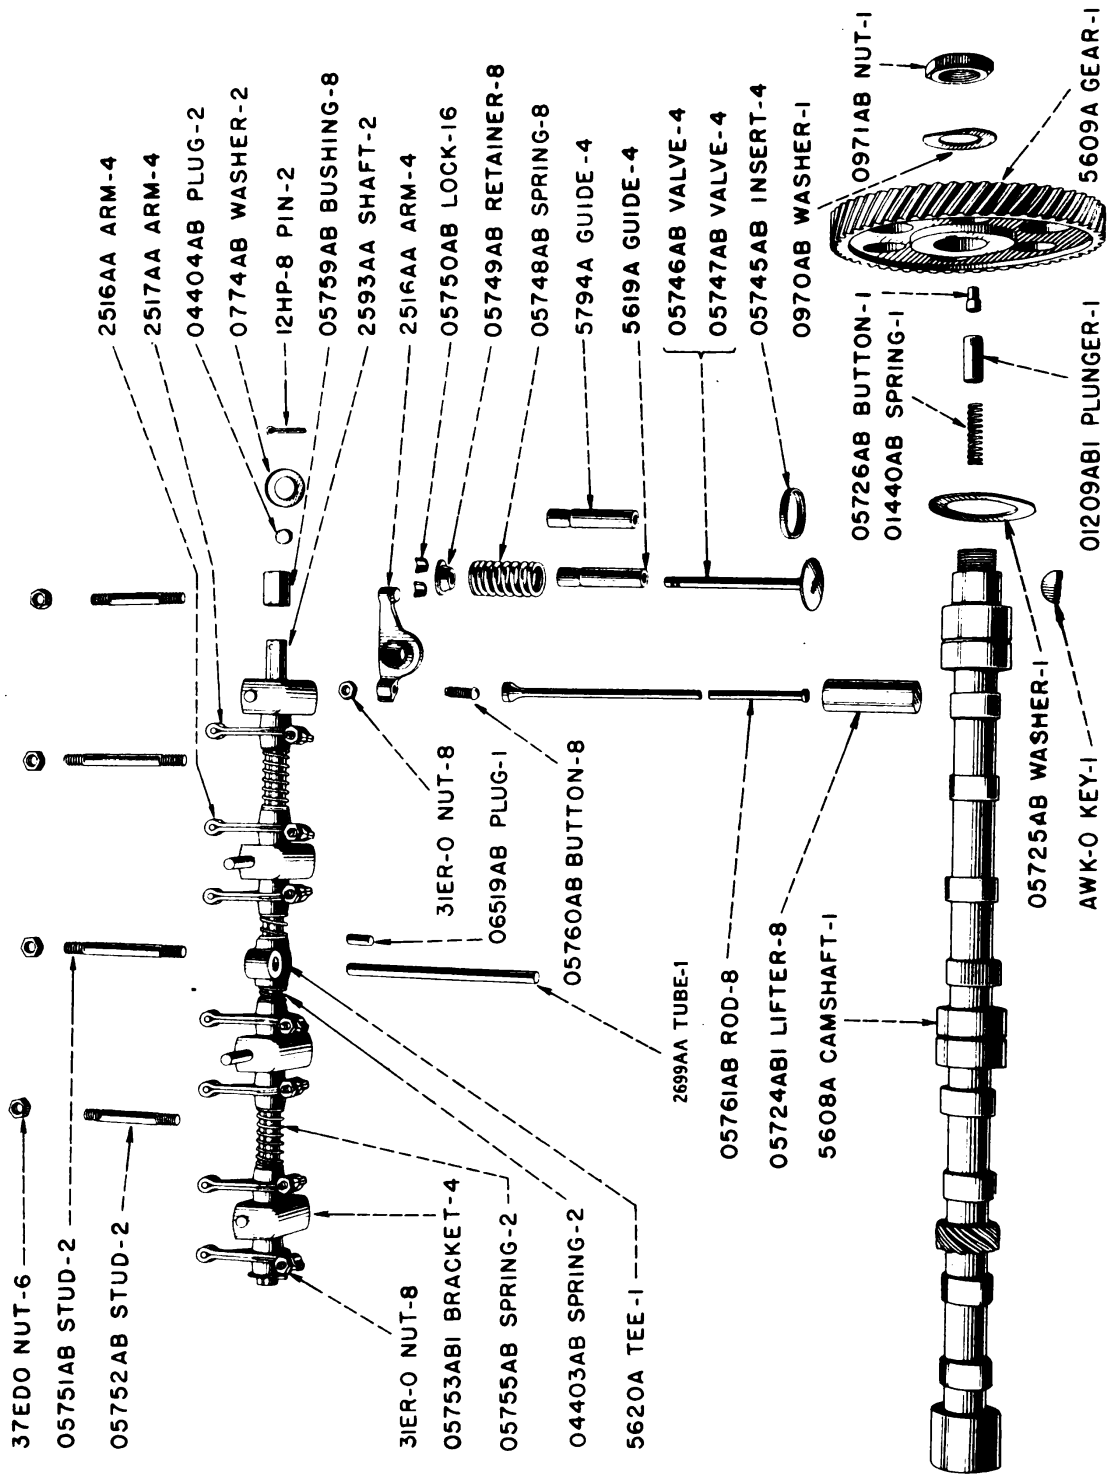 2516AA ARM-4
2517AA ARM-4
04404AB PLUG-2
0774AB WASHER-2
12HP-8 PIN-2
05759AB BUSHING-8
2593AA SHAFT-2
2516AA ARM-4
05750AB LOCK-16
05749AB RETAINER-8
05748AB SPRING-8
5794A GUIDE-4
5619A GUIDE-4
05746AB VALVE-4
05747AB VALVE-4
05745AB INSERT-4
0970AB WASHER-1
0971AB NUT-1
5609A GEAR-1
05726AB BUTTON-1
01440AB SPRING-1
01209AB1 PLUNGER-1
31ER-0 NUT-8
06519AB PLUG-1
05760AB BUTTON-8
2699AA TUBE-1
05761AB ROD-8
05724AB1 LIFTER-8
5608A CAMSHAFT-1
05725AB WASHER-1
AWK-0 KEY-1
37EDO NUT-6
05751AB STUD-2
05752AB STUD-2
31ER-0 NUT-8
05753AB1 BRACKET-4
05755AB SPRING-2
04403AB SPRING-2
5620A TEE-1